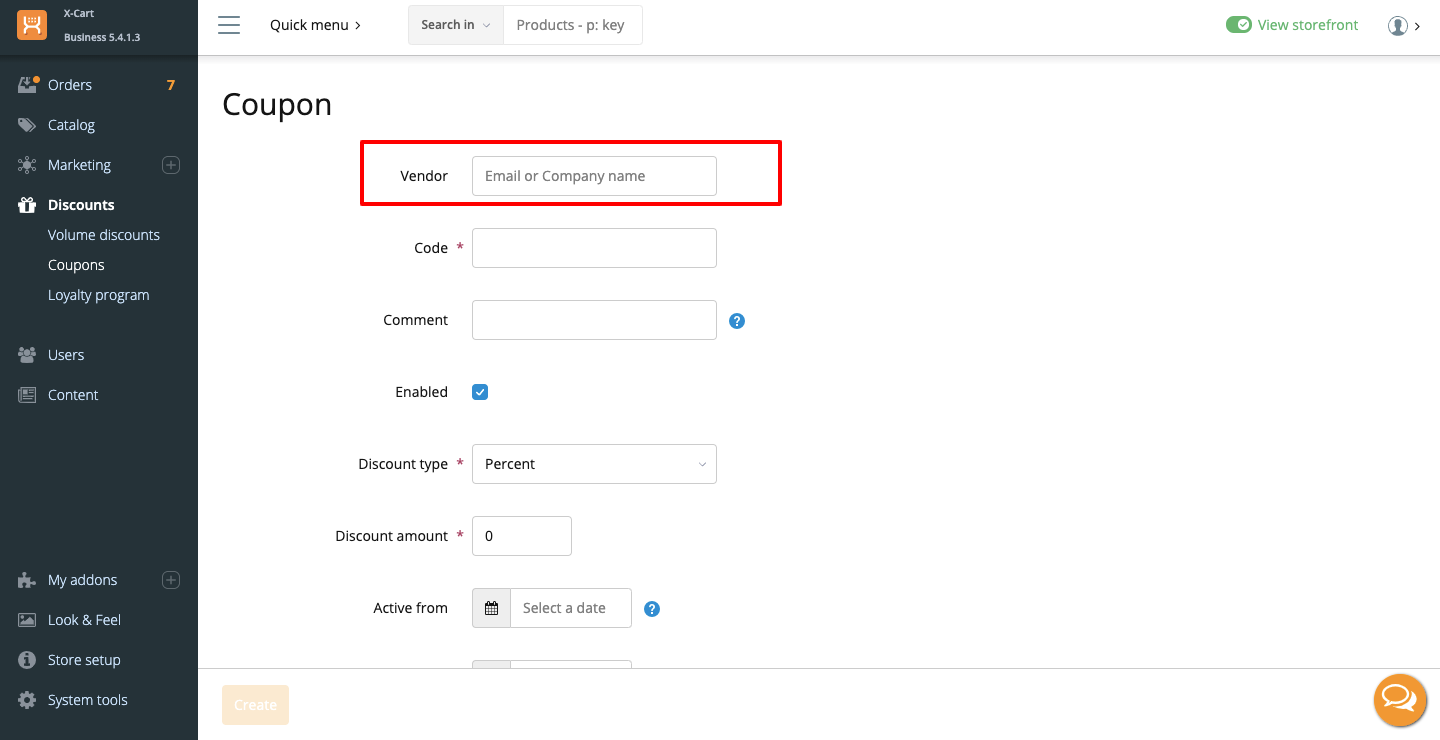 X-Cart
Business 5.4.1.3
Quick menu
Search in
Products - p: key
View storefront
Orders 7
Catalog
Marketing
Discounts
Volume discounts
Coupons
Loyalty program
Users
Content
My addons
Look & Feel
Store setup
System tools
Coupon
Vendor Email or Company name
Code *
Comment ?
Enabled
Discount type * Percent
Discount amount * 0
Active from Select a date ?
Create